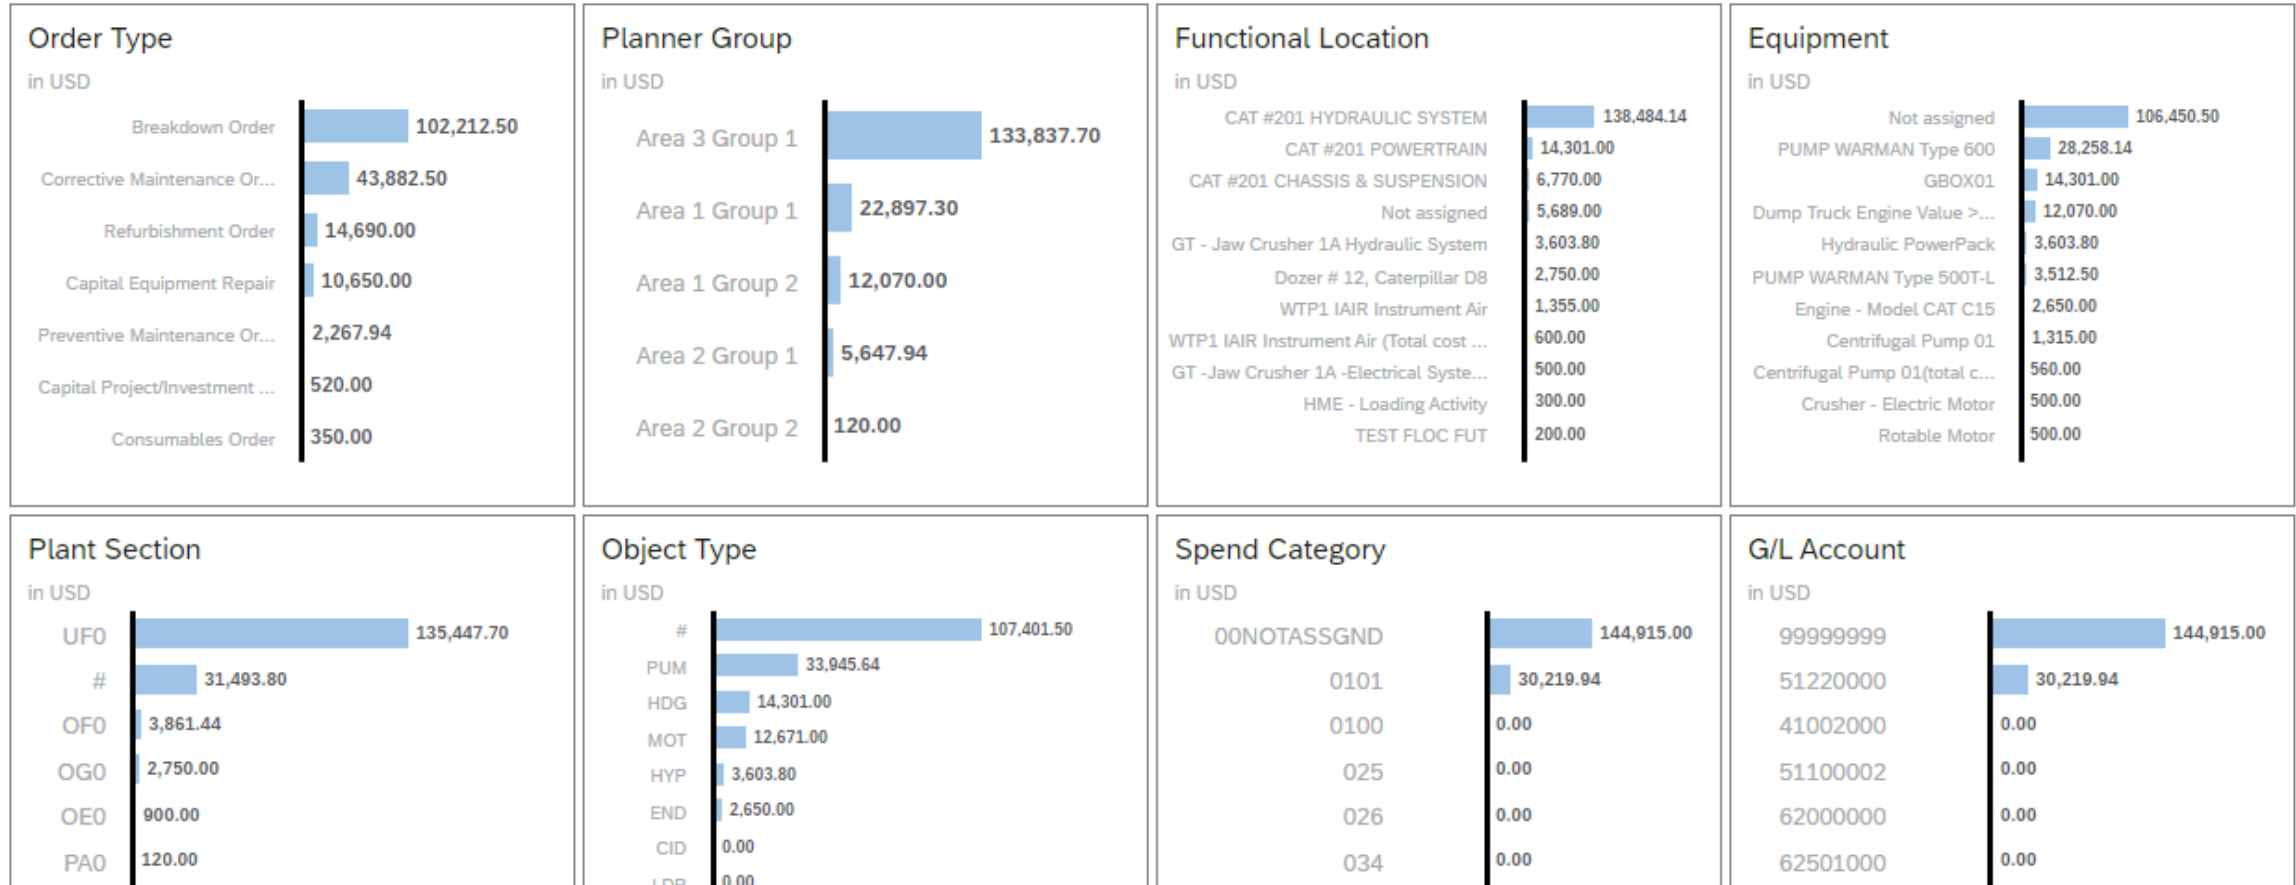 Order Type
in USD
Breakdown Order 102,212.50
Corrective Maintenance Or... 43,882.50
Refurbishment Order 14,690.00
Capital Equipment Repair 10,650.00
Preventive Maintenance Or... 2,267.94
Capital Project/Investment ... 520.00
Consumables Order 350.00
Planner Group
in USD
Area 3 Group 1 133,837.70
Area 1 Group 1 22,897.30
Area 1 Group 2 12,070.00
Area 2 Group 1 5,647.94
Area 2 Group 2 120.00
Functional Location
in USD
CAT #201 HYDRAULIC SYSTEM 138,484.14
CAT #201 POWERTRAIN 14,301.00
CAT #201 CHASSIS & SUSPENSION 6,770.00
Not assigned 5,689.00
GT - Jaw Crusher 1A Hydraulic System 3,603.80
Dozer # 12, Caterpillar D8 2,750.00
WTP1 IAIR Instrument Air 1,355.00
WTP1 IAIR Instrument Air (Total cost ... 600.00
GT -Jaw Crusher 1A -Electrical Syste... 500.00
HME - Loading Activity 300.00
TEST FLOC FUT 200.00
Equipment
in USD
Not assigned 106,450.50
PUMP WARMAN Type 600 28,258.14
GBOX01 14,301.00
Dump Truck Engine Value >... 12,070.00
Hydraulic PowerPack 3,603.80
PUMP WARMAN Type 500T-L 3,512.50
Engine - Model CAT C15 2,650.00
Centrifugal Pump 01 1,315.00
Centrifugal Pump 01(total c... 560.00
Crusher - Electric Motor 500.00
Rotable Motor 500.00
Plant Section
in USD
UF0 135,447.70
# 31,493.80
OF0 3,861.44
OG0 2,750.00
OE0 900.00
PA0 120.00
Object Type
in USD
# 107,401.50
PUM 33,945.64
HDG 14,301.00
MOT 12,671.00
HYP 3,603.80
END 2,650.00
CID 0.00
0.00
Spend Category
in USD
00NOTASSGND 144,915.00
0101 30,219.94
0100 0.00
025 0.00
026 0.00
034 0.00
G/L Account
in USD
99999999 144,915.00
51220000 30,219.94
41002000 0.00
51100002 0.00
62000000 0.00
62501000 0.00